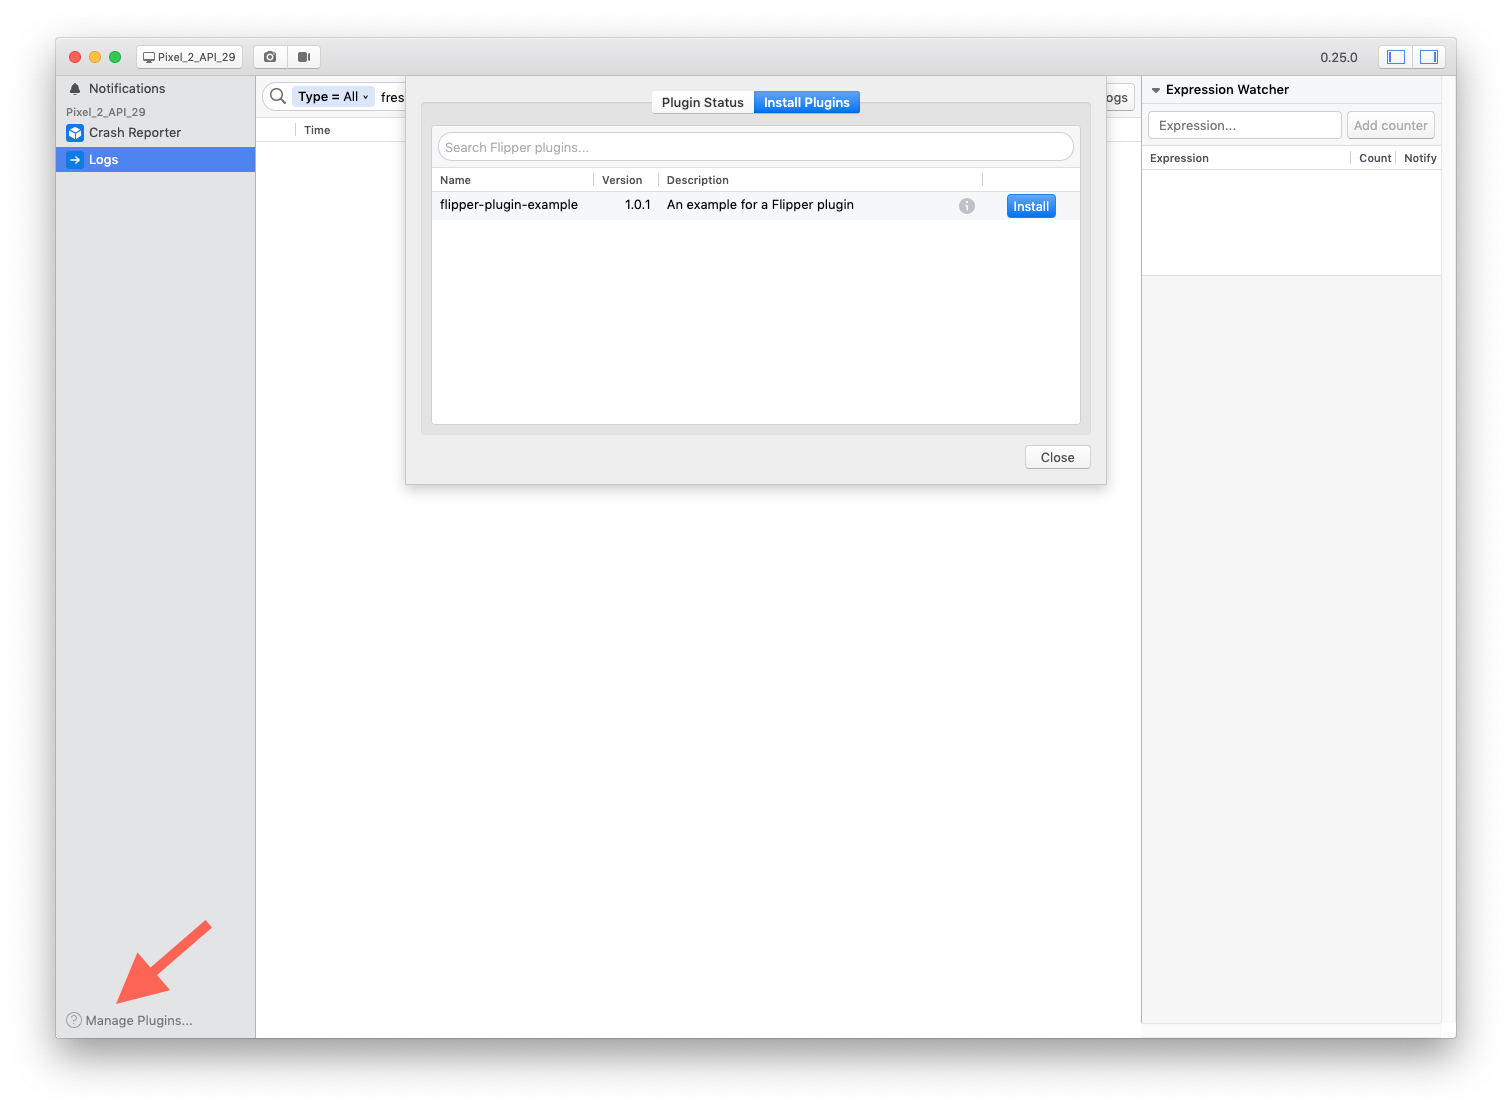 Pixel_2_API_29
0.25.0
Notifications
Pixel_2_API_29
Crash Reporter
Logs
Type = All
Time
Plugin Status
Install Plugins
Search Flipper plugins...
Name Version Description
flipper-plugin-example 1.0.1 An example for a Flipper plugin Install
Close
Expression Watcher
Expression... Add counter
Expression Count Notify
? Manage Plugins...